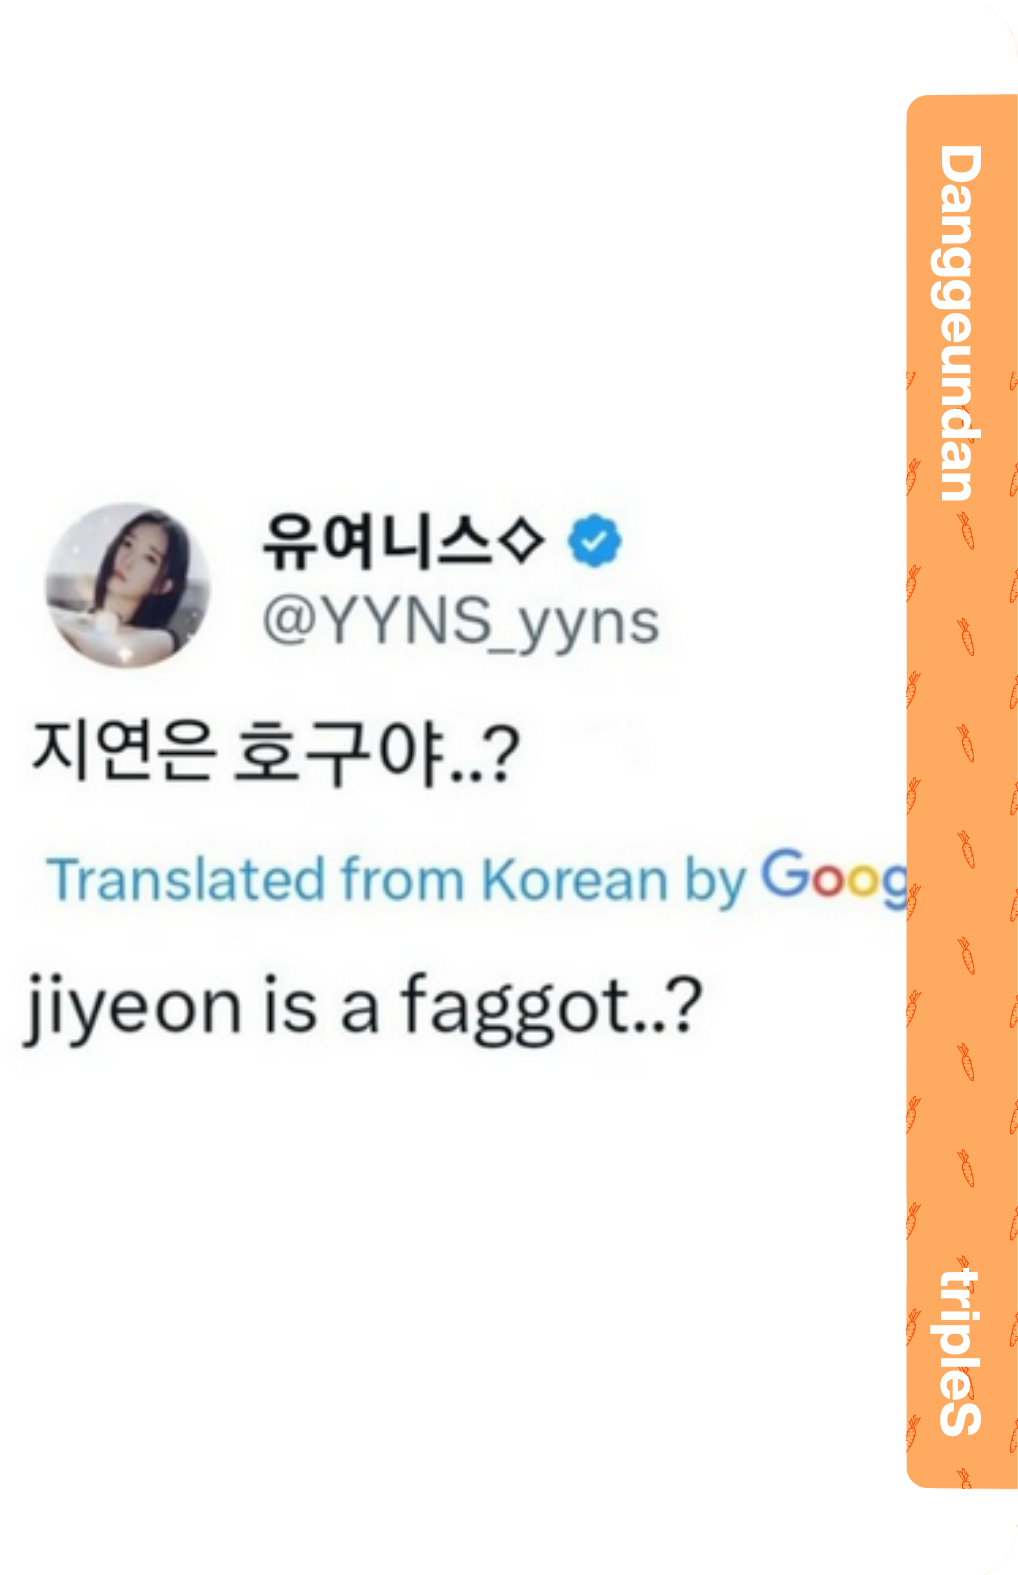 유여니스✧
@YYNS_yyns
지연은 호구야..?
Translated from Korean by Goog
jiyeon is a faggot..?
Danggeundan
tripleS